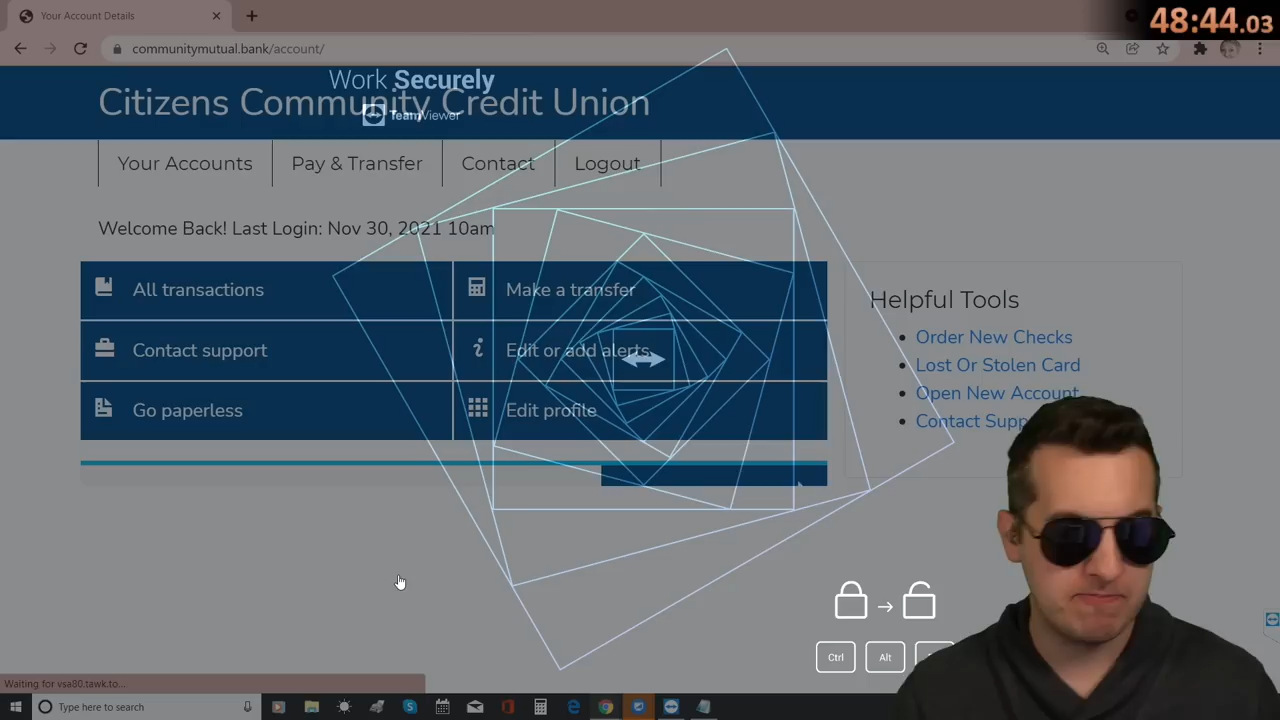 Your Account Details
48:44.03
communitymutual.bank/account/
Work Securely
TeamViewer
Citizens Community Credit Union
Your Accounts
Pay & Transfer
Contact
Logout
Welcome Back! Last Login: Nov 30, 2021 10am
All transactions
Make a transfer
Contact support
Edit or add alerts
Go paperless
Edit profile
Helpful Tools
Order New Checks
Lost Or Stolen Card
Open New Account
Contact
Ctrl
Alt
Waiting for vsa80.tawk.to...
Type here to search